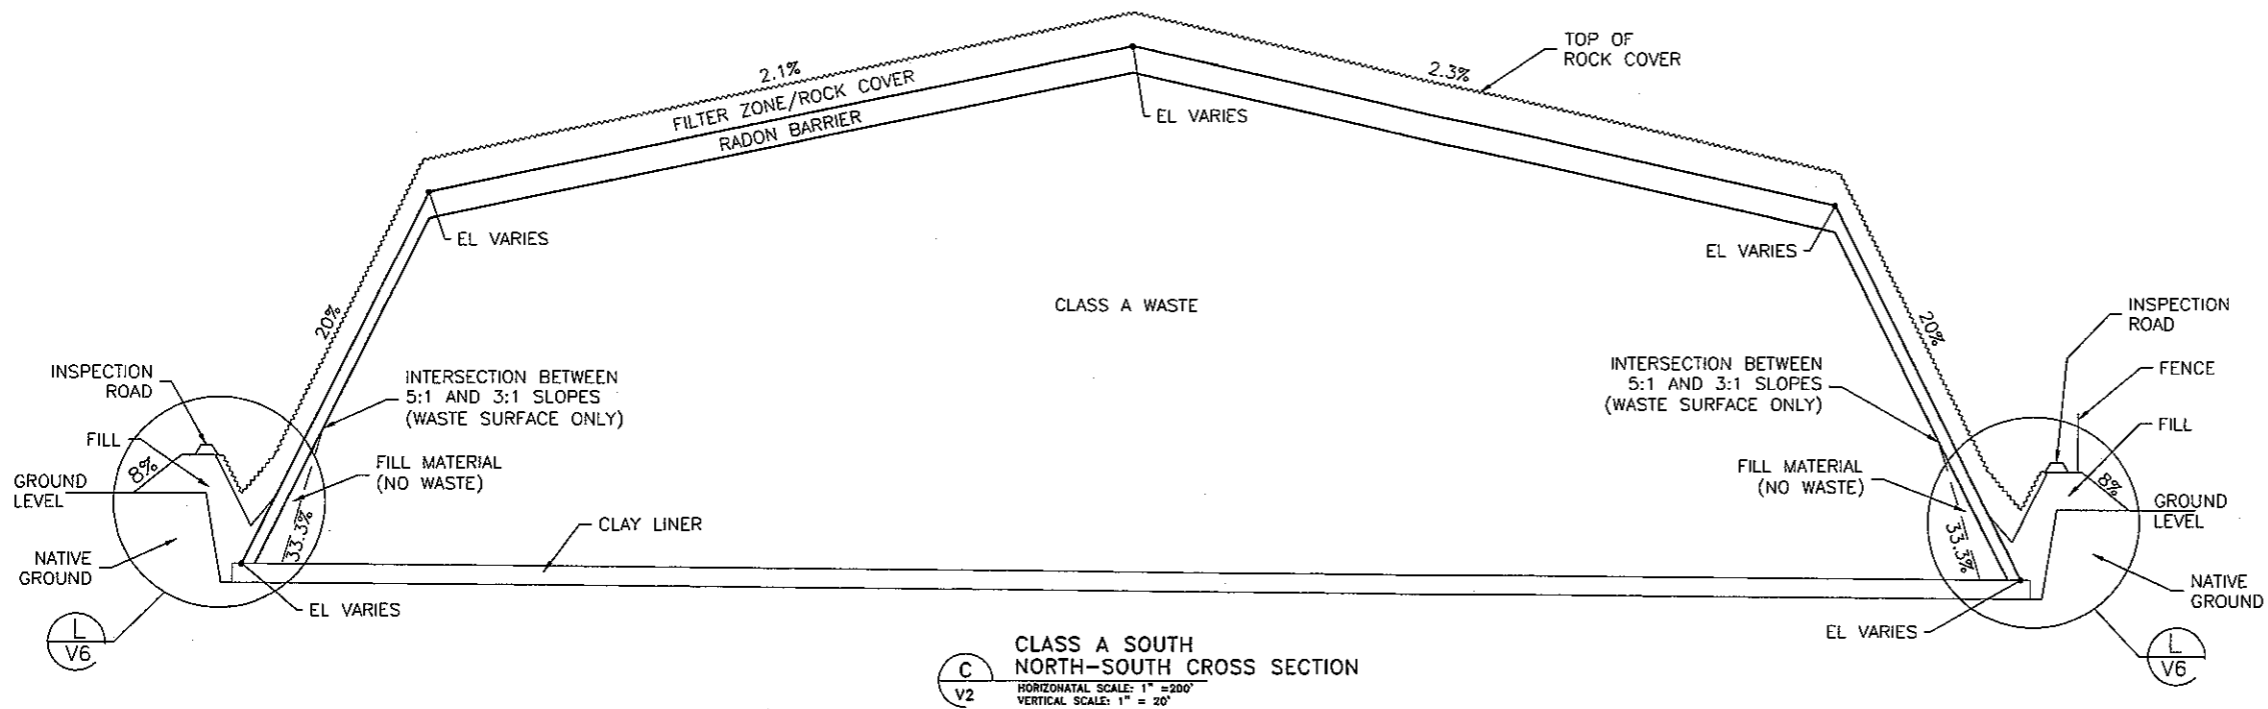 TOP OF
ROCK COVER
2.1%
2.3%
FILTER ZONE/ROCK COVER
RADON BARRIER
EL VARIES
EL VARIES
EL VARIES
CLASS A WASTE
20%
20%
INSPECTION
ROAD
INSPECTION
ROAD
INTERSECTION BETWEEN
5:1 AND 3:1 SLOPES
(WASTE SURFACE ONLY)
INTERSECTION BETWEEN
5:1 AND 3:1 SLOPES
(WASTE SURFACE ONLY)
FENCE
FILL
FILL
8%
8%
FILL MATERIAL
(NO WASTE)
FILL MATERIAL
(NO WASTE)
GROUND
LEVEL
GROUND
LEVEL
33.3%
33.3%
CLAY LINER
NATIVE
GROUND
NATIVE
GROUND
EL VARIES
EL VARIES
L
V6
L
V6
C
V2
CLASS A SOUTH
NORTH-SOUTH CROSS SECTION
HORIZONATAL SCALE: 1" =200'
VERTICAL SCALE: 1" = 20'